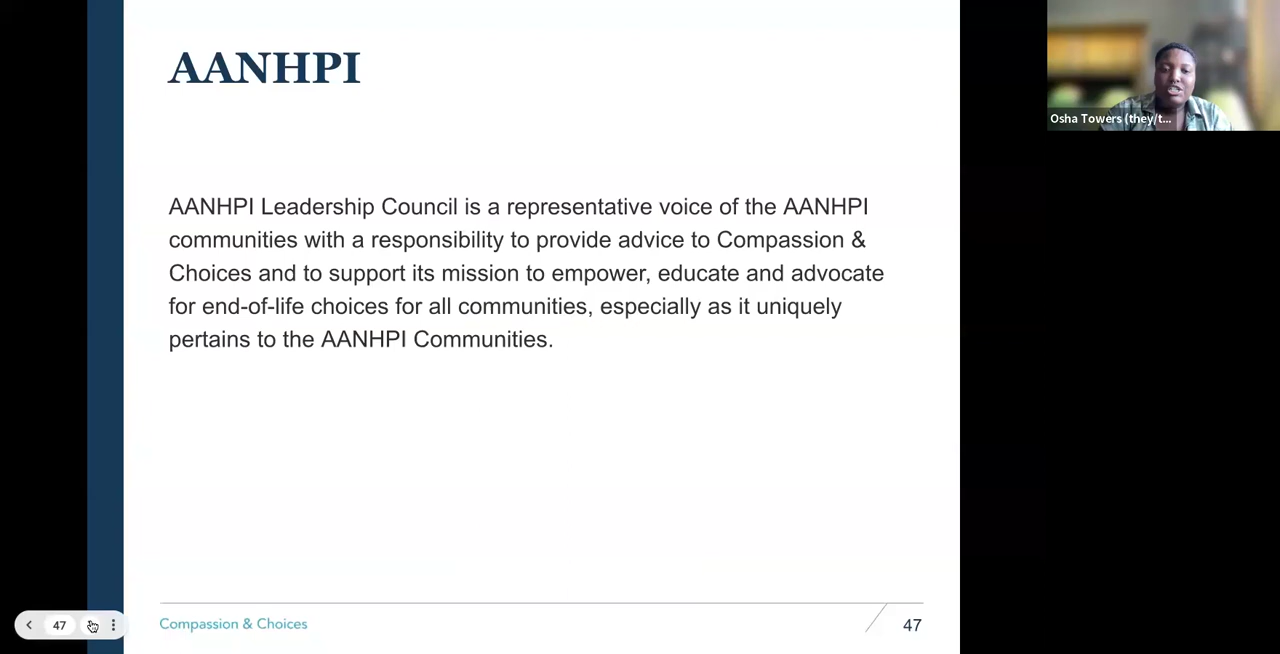 AANHPI
Osha Towers (they/t...
AANHPI Leadership Council is a representative voice of the AANHPI
communities with a responsibility to provide advice to Compassion &
Choices and to support its mission to empower, educate and advocate
for end-of-life choices for all communities, especially as it uniquely
pertains to the AANHPI Communities.
47
Compassion & Choices
47